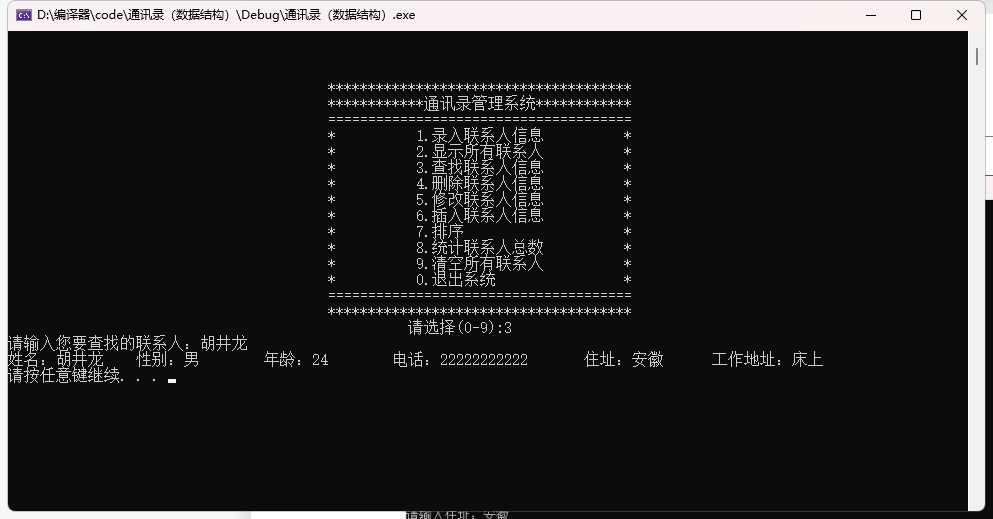 D:\编译器\code\通讯录（数据结构）\Debug\通讯录（数据结构）.exe
**************************************
************通讯录管理系统************
======================================
* 1.录入联系人信息 *
* 2.显示所有联系人 *
* 3.查找联系人信息 *
* 4.删除联系人信息 *
* 5.修改联系人信息 *
* 6.插入联系人信息 *
* 7.排序 *
* 8.统计联系人总数 *
* 9.清空所有联系人 *
* 0.退出系统 *
======================================
**************************************
请选择(0-9):3
请输入您要查找的联系人：胡井龙
姓名：胡井龙 性别：男 年龄：24 电话：22222222222 住址：安徽 工作地址：床上
请按任意键继续. . .
请输入住址：安徽